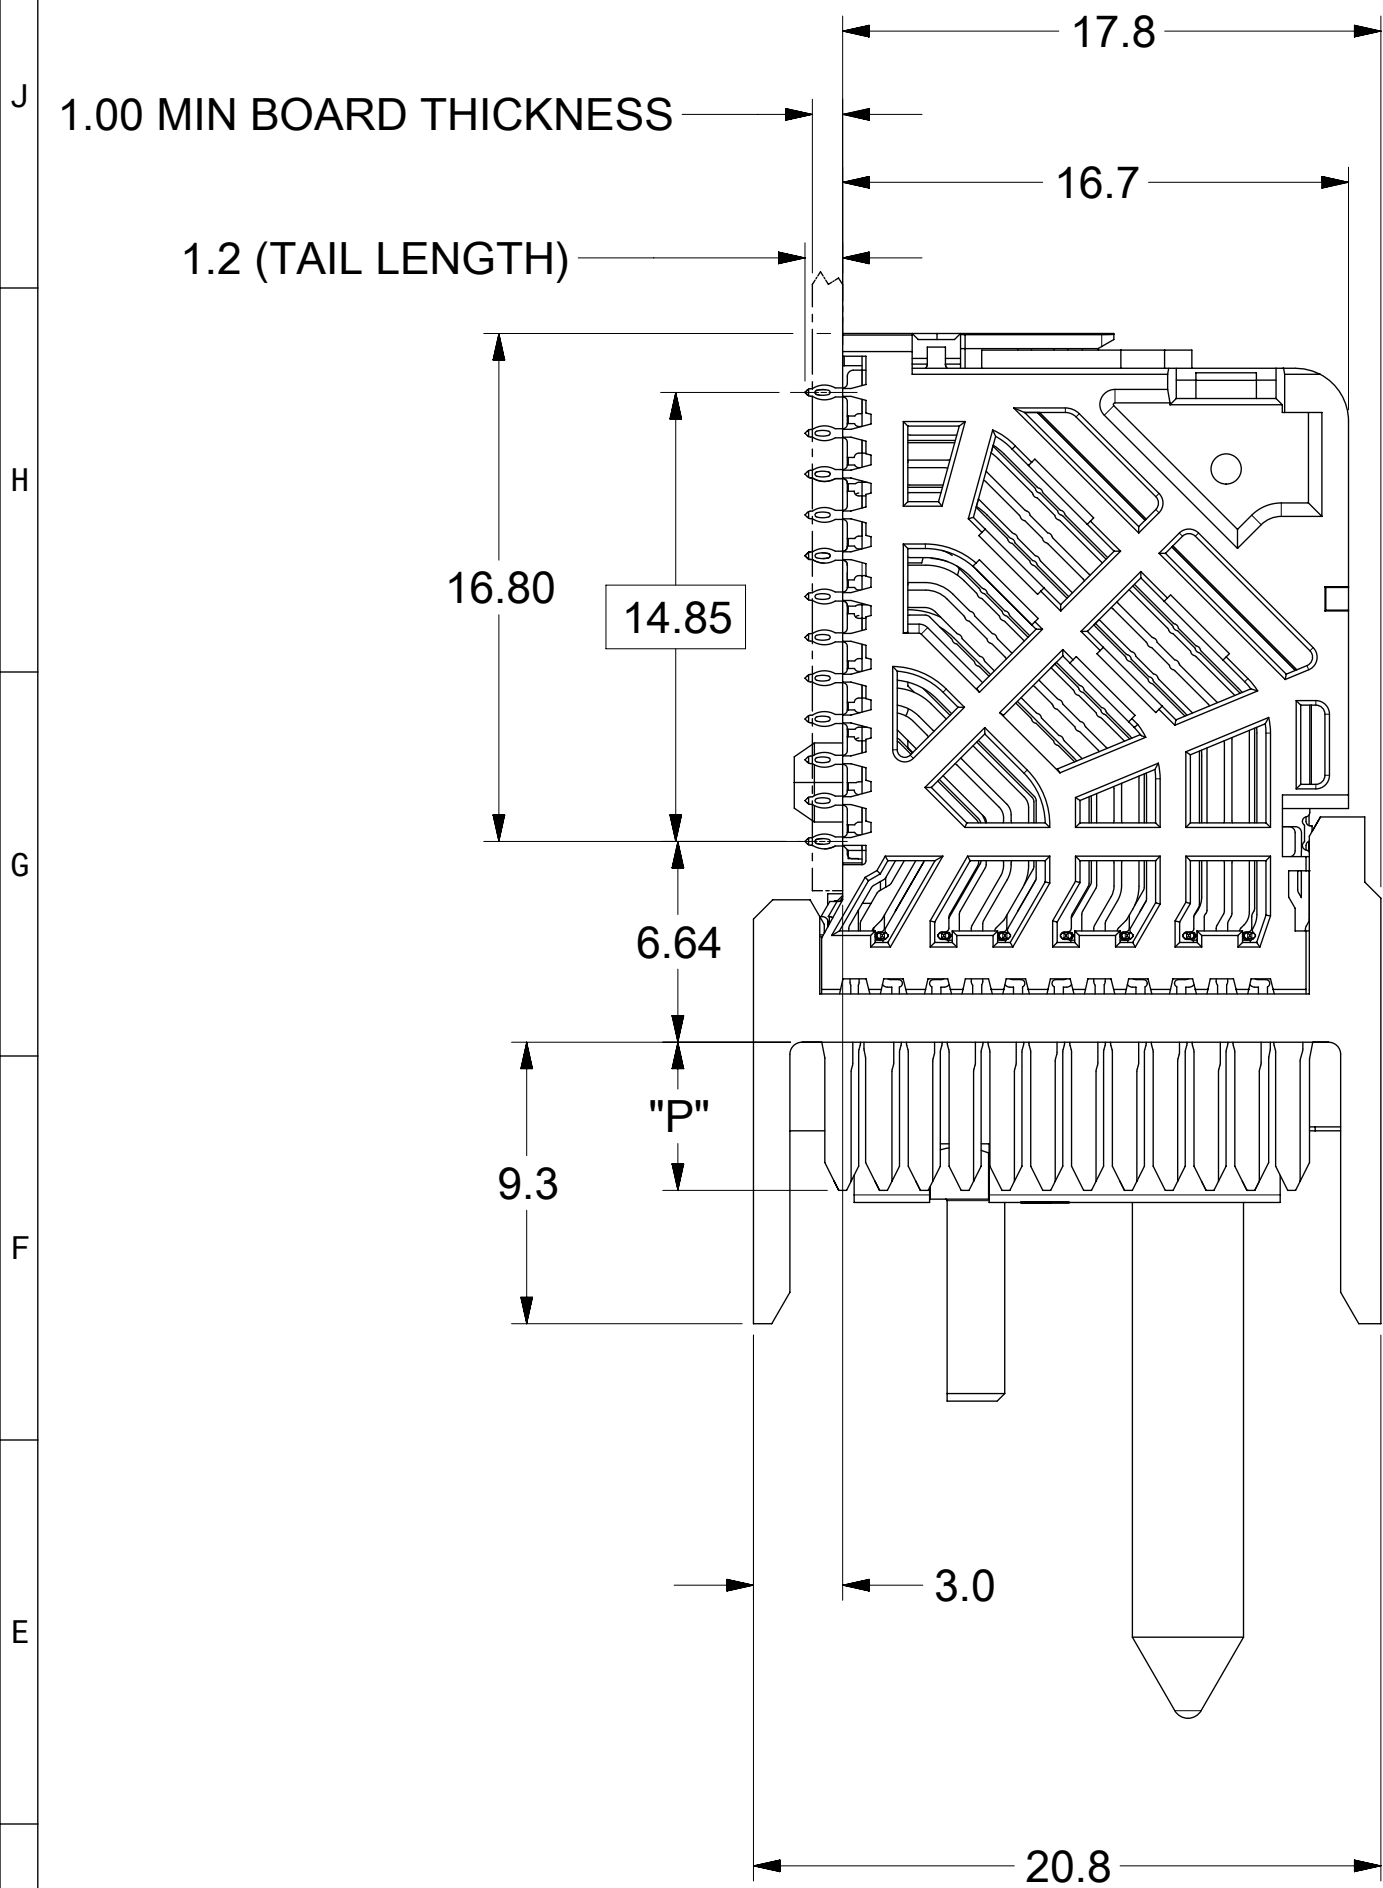 17.8
J
1.00 MIN BOARD THICKNESS
16.7
1.2 (TAIL LENGTH)
H
16.80
14.85
G
6.64
"P"
9.3
F
3.0
E
20.8